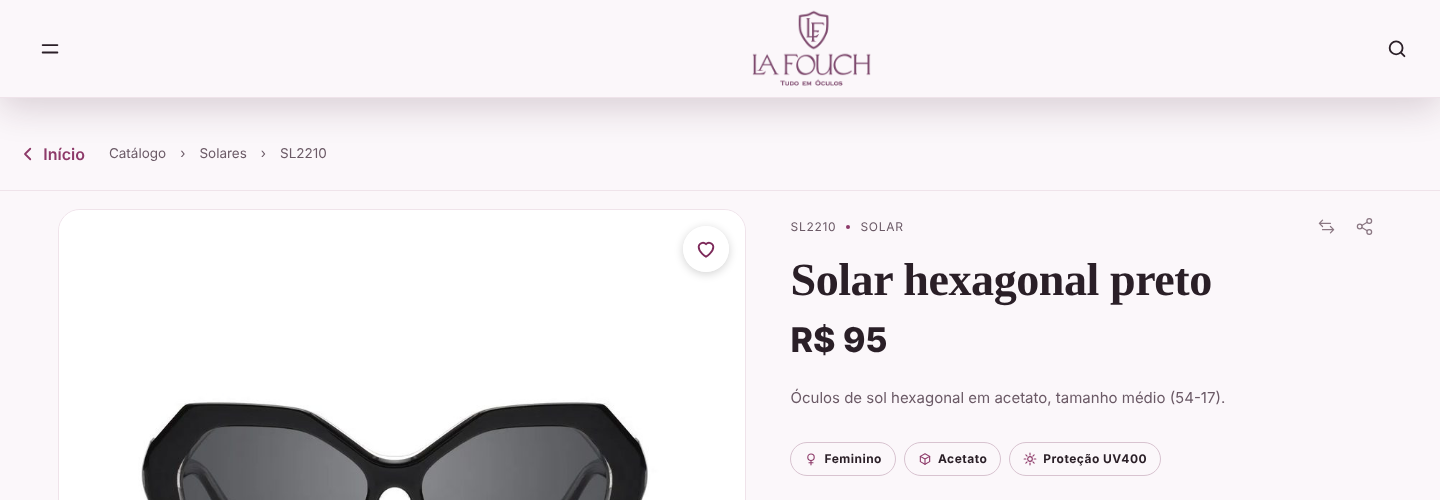 LF
LA FOUCH
TUDO EM ÓCULOS
Início Catálogo › Solares › SL2210
SL2210 • SOLAR
Solar hexagonal preto
R$ 95
Óculos de sol hexagonal em acetato, tamanho médio (54-17).
Feminino Acetato Proteção UV400